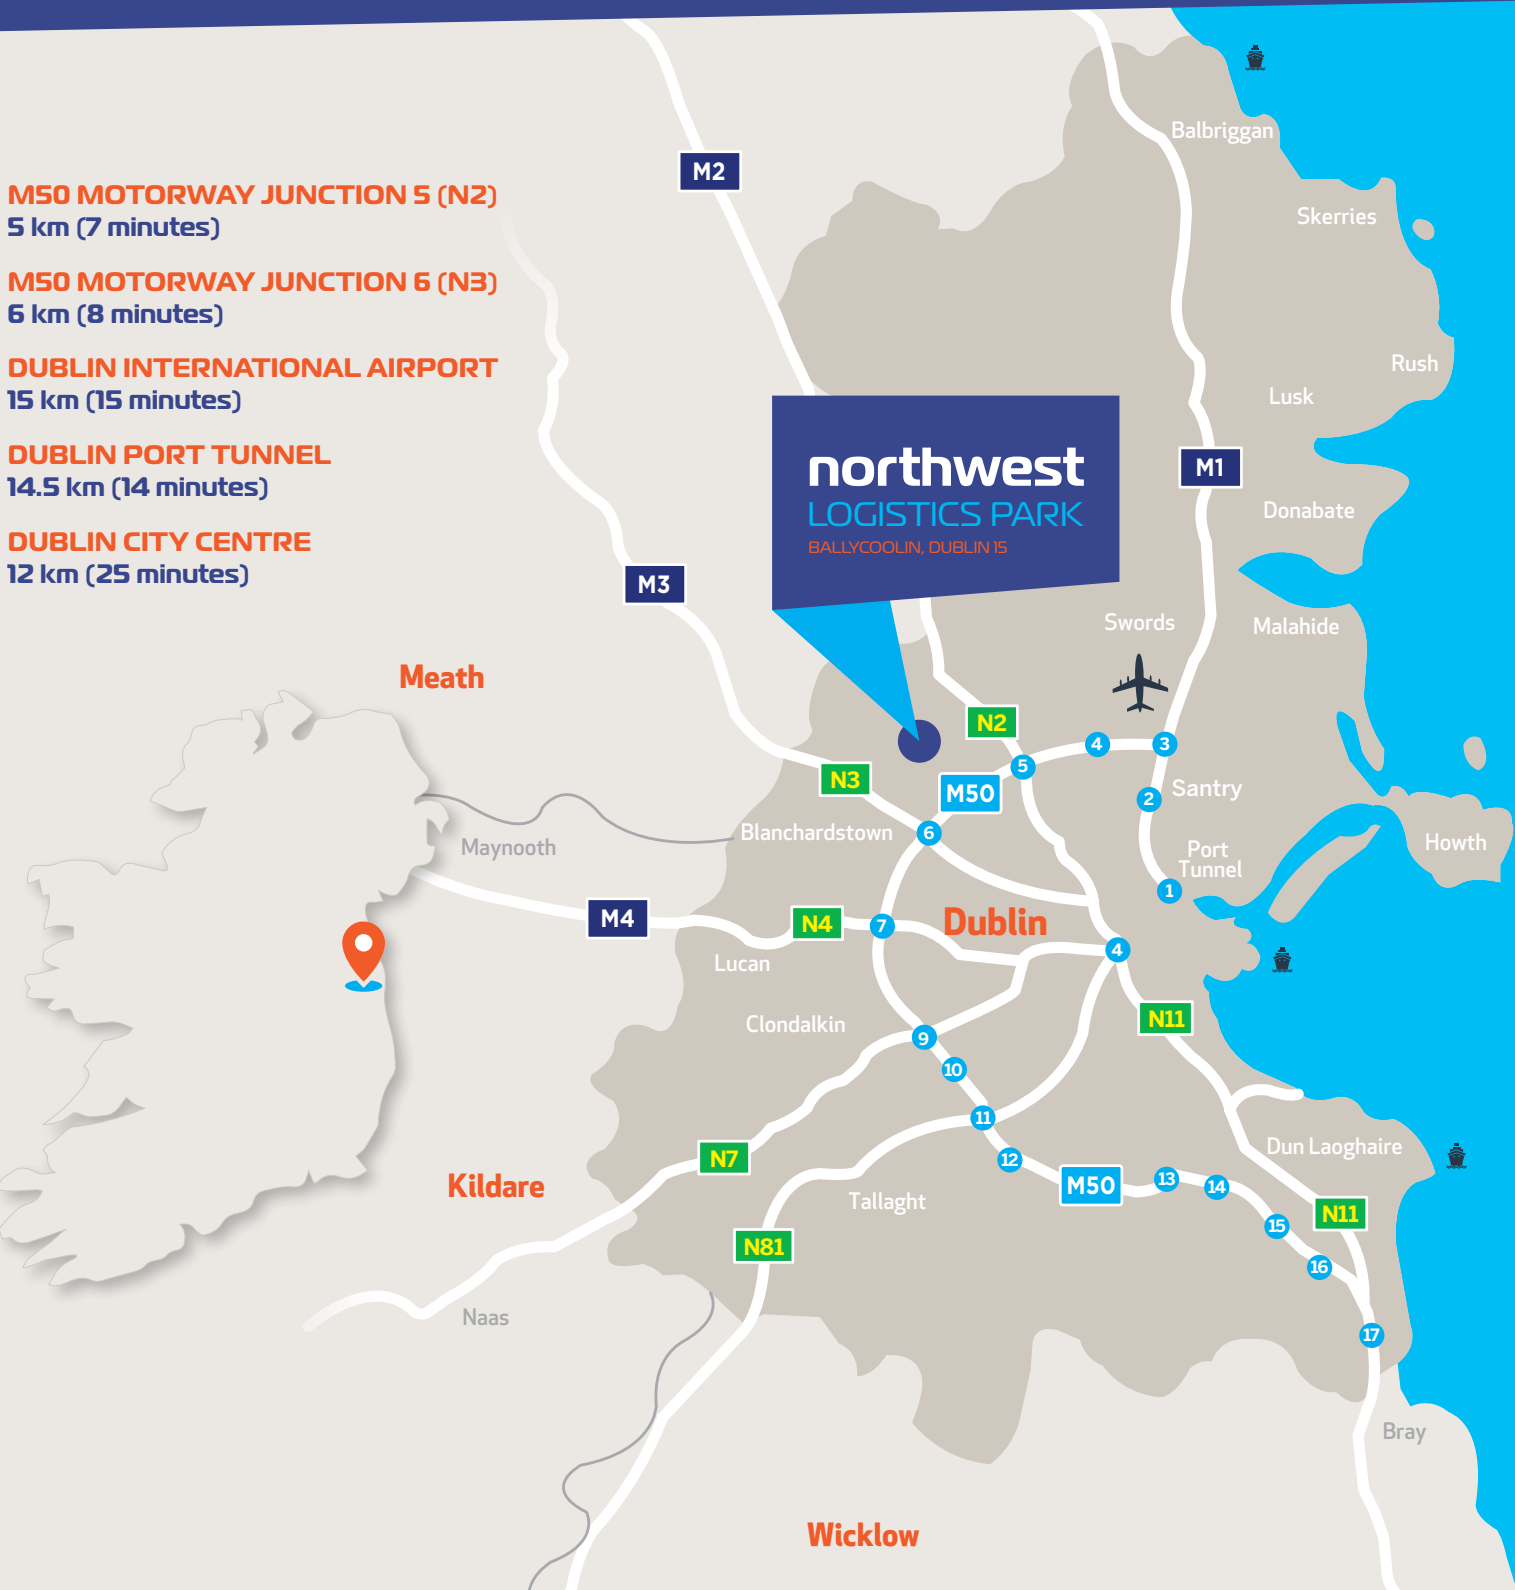 M50 MOTORWAY JUNCTION 5 (N2)
5 km (7 minutes)
M50 MOTORWAY JUNCTION 6 (N3)
6 km (8 minutes)
DUBLIN INTERNATIONAL AIRPORT
15 km (15 minutes)
DUBLIN PORT TUNNEL
14.5 km (14 minutes)
DUBLIN CITY CENTRE
12 km (25 minutes)
Balbriggan
M2
Skerries
Rush
Lusk
northwest
LOGISTICS PARK
BALLYCOOLIN, DUBLIN 15
M1
Donabate
M3
Swords
Malahide
Meath
N2
4
3
5
N3
M50
2
Santry
Blanchardstown
6
Maynooth
Port
Tunnel
Howth
1
M4
N4
7
Dublin
4
Lucan
N11
Clondalkin
9
10
11
Dun Laoghaire
N7
12
M50
13
14
Kildare
Tallaght
N11
15
N81
16
Naas
17
Bray
Wicklow